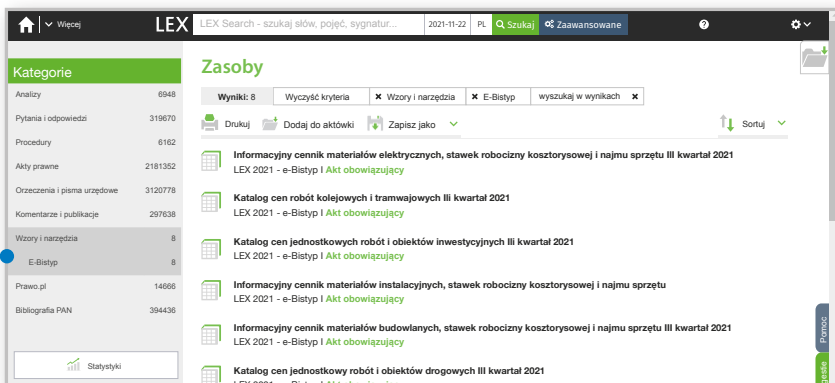 Więcej
LEX
LEX Search - szukaj słów, pojęć, sygnatur...
2021-11-22
PL
Szukaj
Zaawansowane
Kategorie
Analizy 6948
Pytania i odpowiedzi 319670
Procedury 6162
Akty prawne 2181352
Orzeczenia i pisma urzędowe 3120778
Komentarze i publikacje 297638
Wzory i narzędzia 8
E-Bistyp 8
Prawo.pl 14666
Bibliografia PAN 394436
Statystyki
Zasoby
Wyniki: 8
Wyczyść kryteria
Wzory i narzędzia
E-Bistyp
wyszukaj w wynikach
Drukuj
Dodaj do aktówki
Zapisz jako
Sortuj
Informacyjny cennik materiałów elektrycznych, stawek robocizny kosztorysowej i najmu sprzętu III kwartał 2021
LEX 2021 - e-Bistyp I Akt obowiązujący
Katalog cen robót kolejowych i tramwajowych IIi kwartał 2021
LEX 2021 - e-Bistyp I Akt obowiązujący
Katalog cen jednostkowych robót i obiektów inwestycyjnych IIi kwartał 2021
LEX 2021 - e-Bistyp I Akt obowiązujący
Informacyjny cennik materiałów instalacyjnych, stawek robocizny kosztorysowej i najmu sprzętu
LEX 2021 - e-Bistyp I Akt obowiązujący
Informacyjny cennik materiałów budowlanych, stawek robocizny kosztorysowej i najmu sprzętu III kwartał 2021
LEX 2021 - e-Bistyp I Akt obowiązujący
Katalog cen jednostkowy robót i obiektów drogowych III kwartał 2021
Pomoc